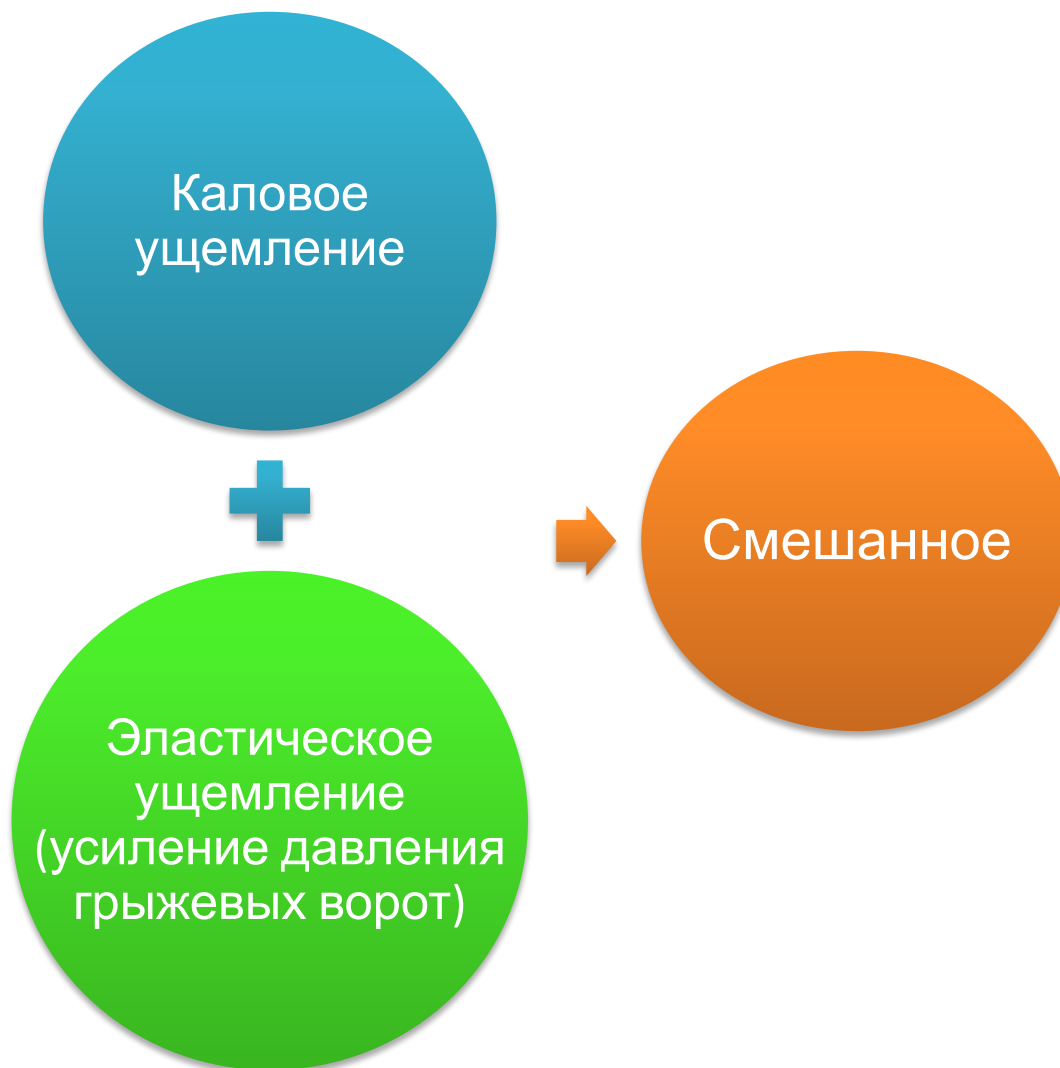 Каловое
ущемление
Эластическое
ущемление
(усиление давления
грыжевых ворот)
Смешанное